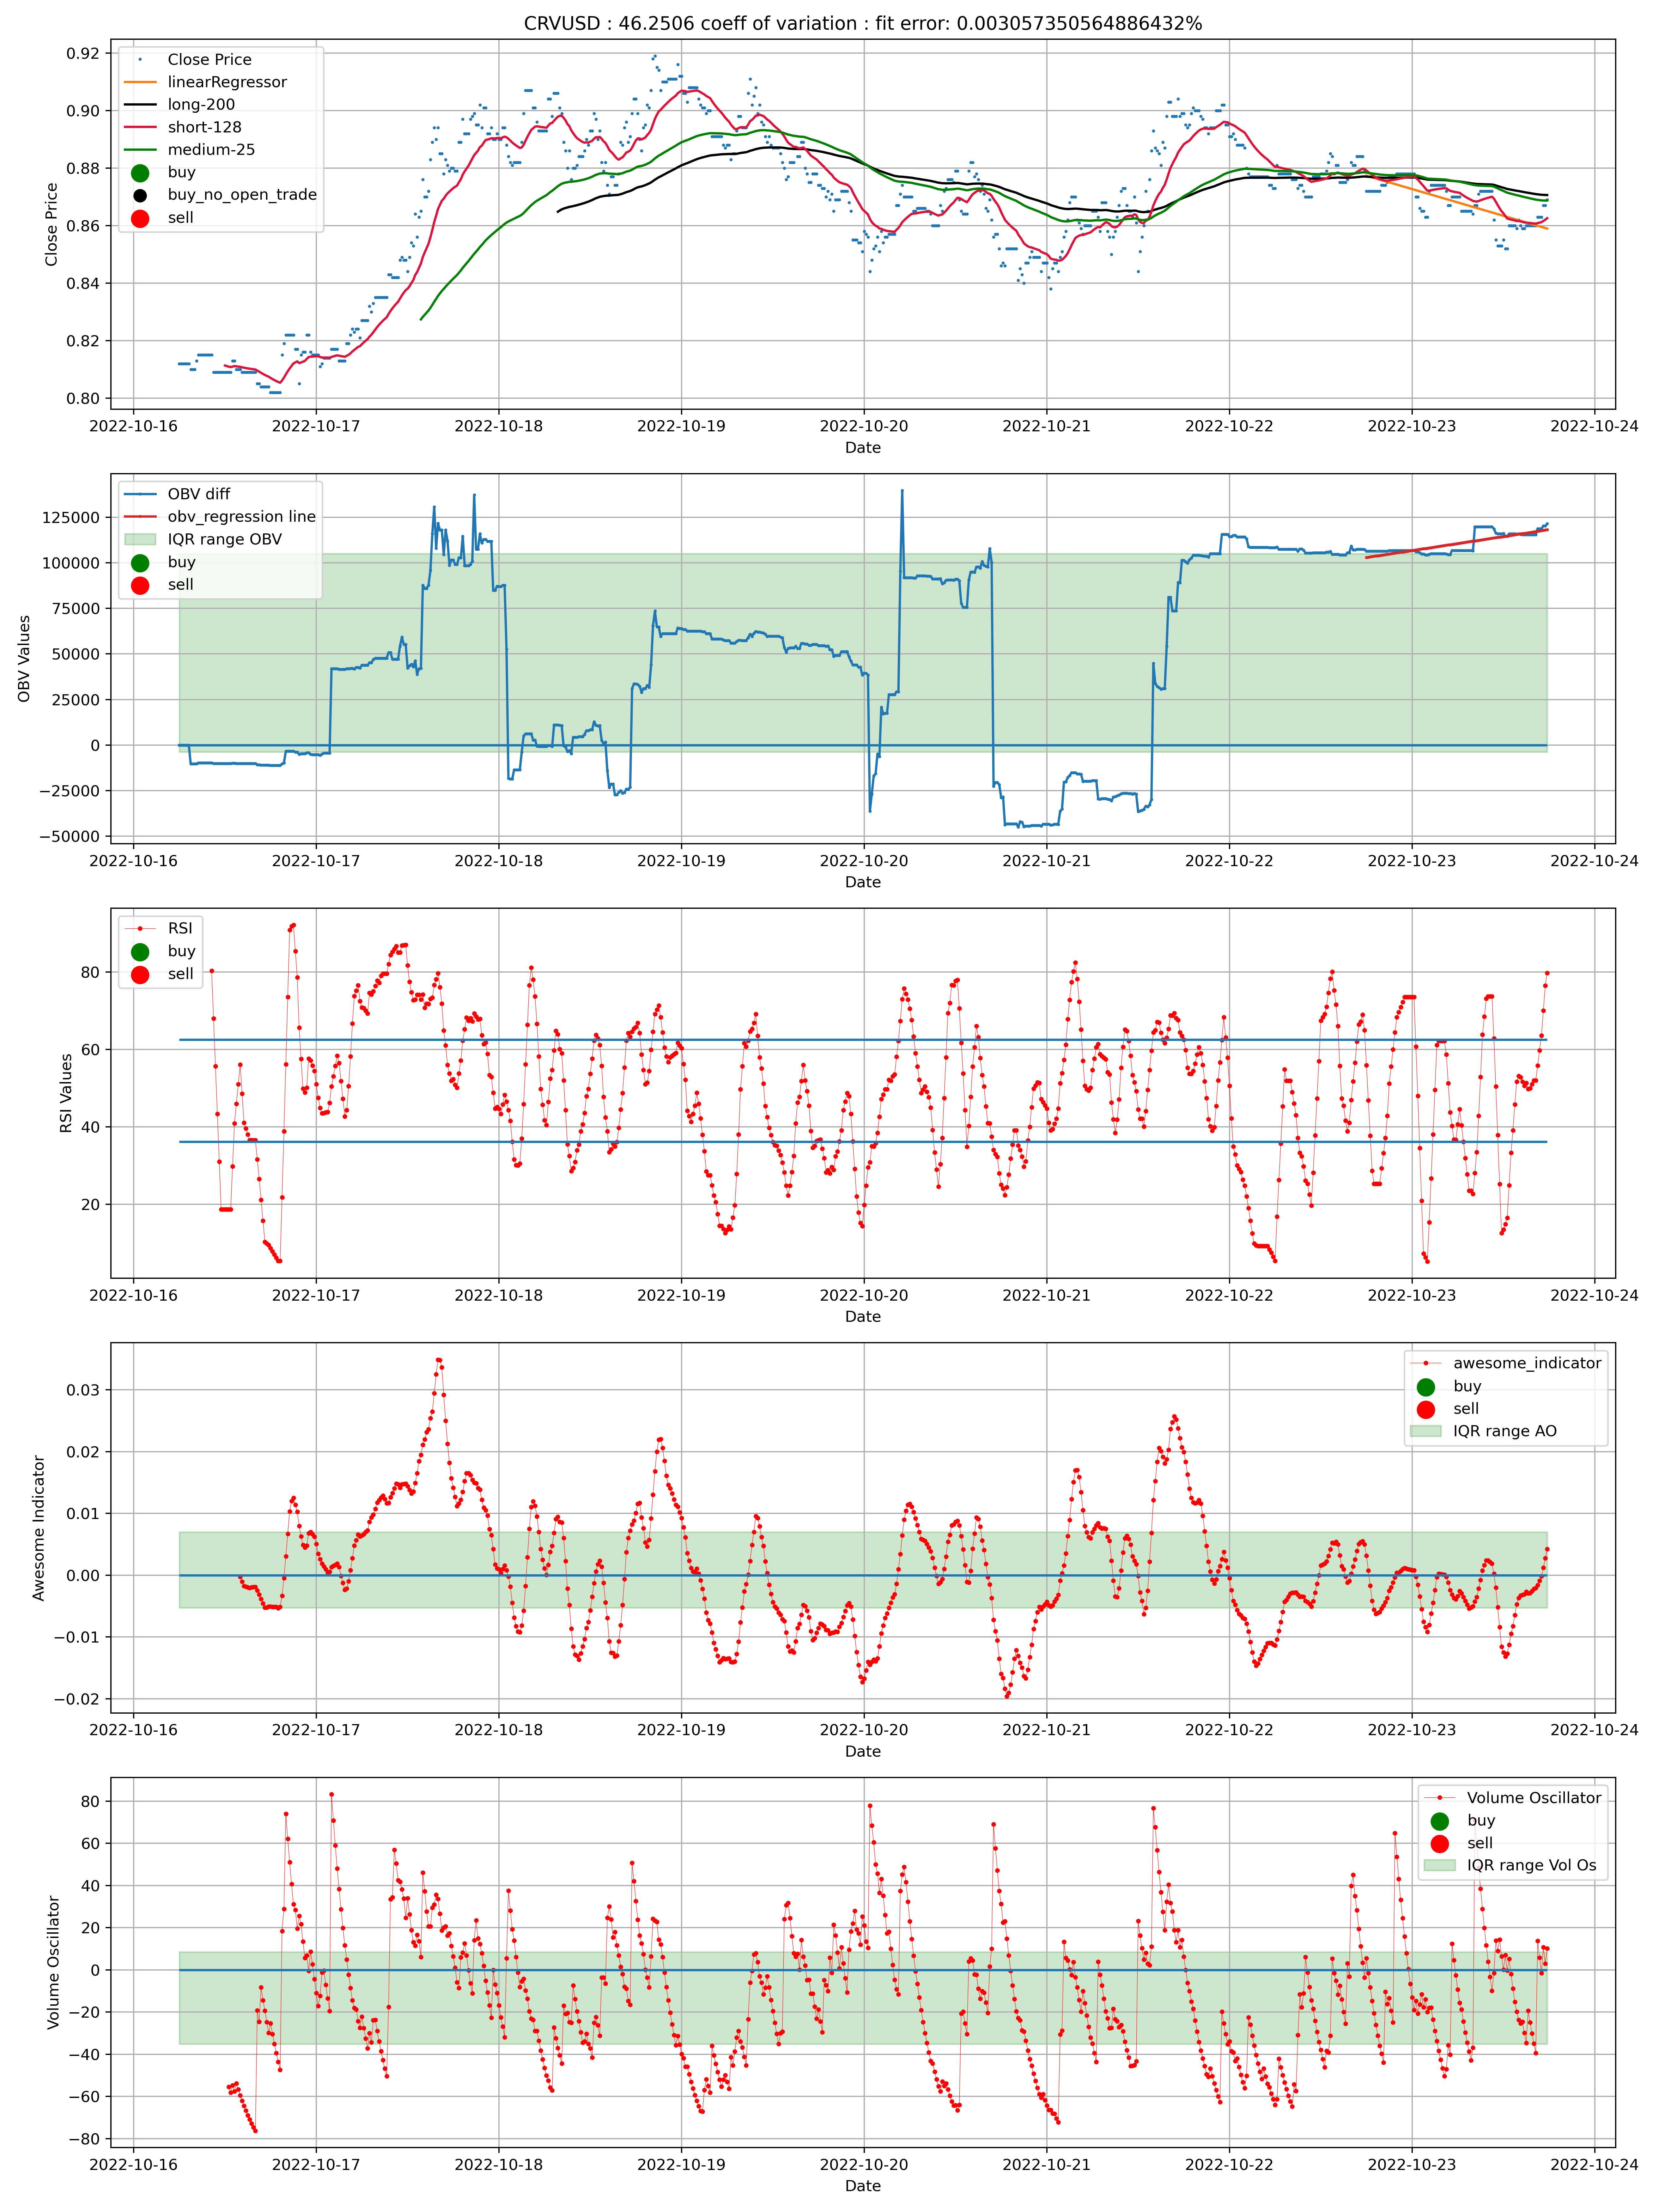 CRVUSD : 46.2506 coeff of variation : fit error: 0.003057350564886432%
Close Price
linearRegressor
long-200
short-128
medium-25
buy
buy_no_open_trade
sell
0.92
0.90
0.88
0.86
0.84
0.82
0.80
Close Price
2022-10-16 2022-10-17 2022-10-18 2022-10-19 2022-10-20 2022-10-21 2022-10-22 2022-10-23 2022-10-24
Date
OBV diff
obv_regression line
IQR range OBV
buy
sell
125000
100000
75000
50000
25000
0
−25000
−50000
OBV Values
2022-10-16 2022-10-17 2022-10-18 2022-10-19 2022-10-20 2022-10-21 2022-10-22 2022-10-23 2022-10-24
Date
RSI
buy
sell
80
60
40
20
RSI Values
2022-10-16 2022-10-17 2022-10-18 2022-10-19 2022-10-20 2022-10-21 2022-10-22 2022-10-23 2022-10-24
Date
awesome_indicator
buy
sell
IQR range AO
0.03
0.02
0.01
0.00
−0.01
−0.02
Awesome Indicator
2022-10-16 2022-10-17 2022-10-18 2022-10-19 2022-10-20 2022-10-21 2022-10-22 2022-10-23 2022-10-24
Date
Volume Oscillator
buy
sell
IQR range Vol Os
80
60
40
20
0
−20
−40
−60
−80
Volume Oscillator
2022-10-16 2022-10-17 2022-10-18 2022-10-19 2022-10-20 2022-10-21 2022-10-22 2022-10-23 2022-10-24
Date